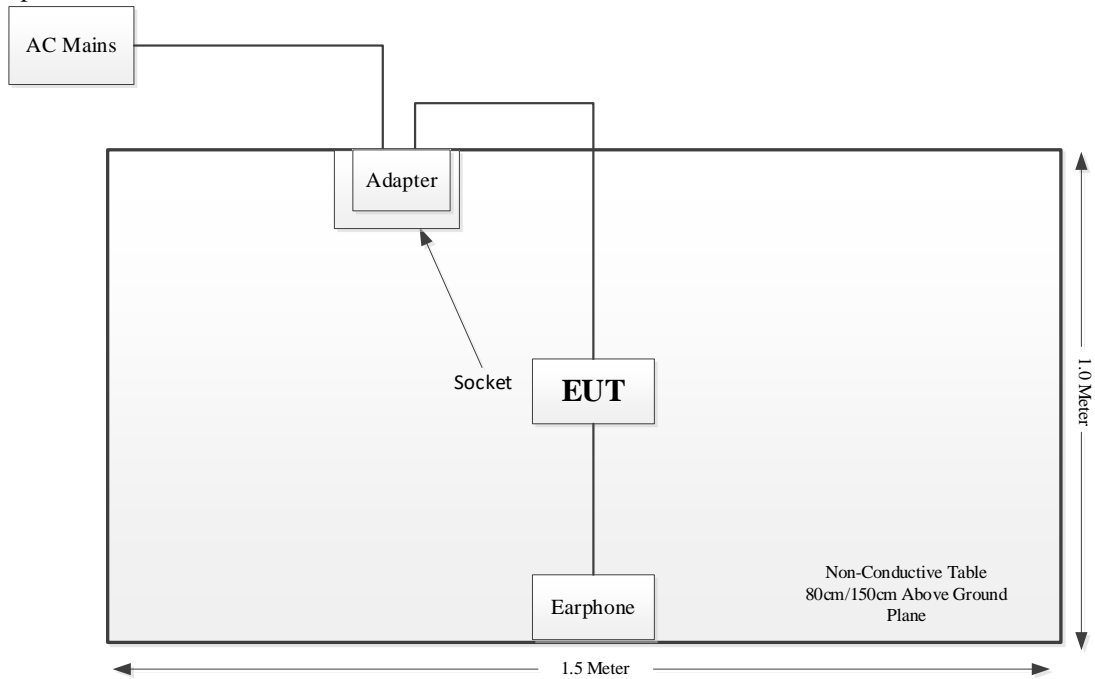 AC Mains
Adapter
Socket
EUT
1.0 Meter
Earphone
Non-Conductive Table
80cm/150cm Above Ground
Plane
1.5 Meter